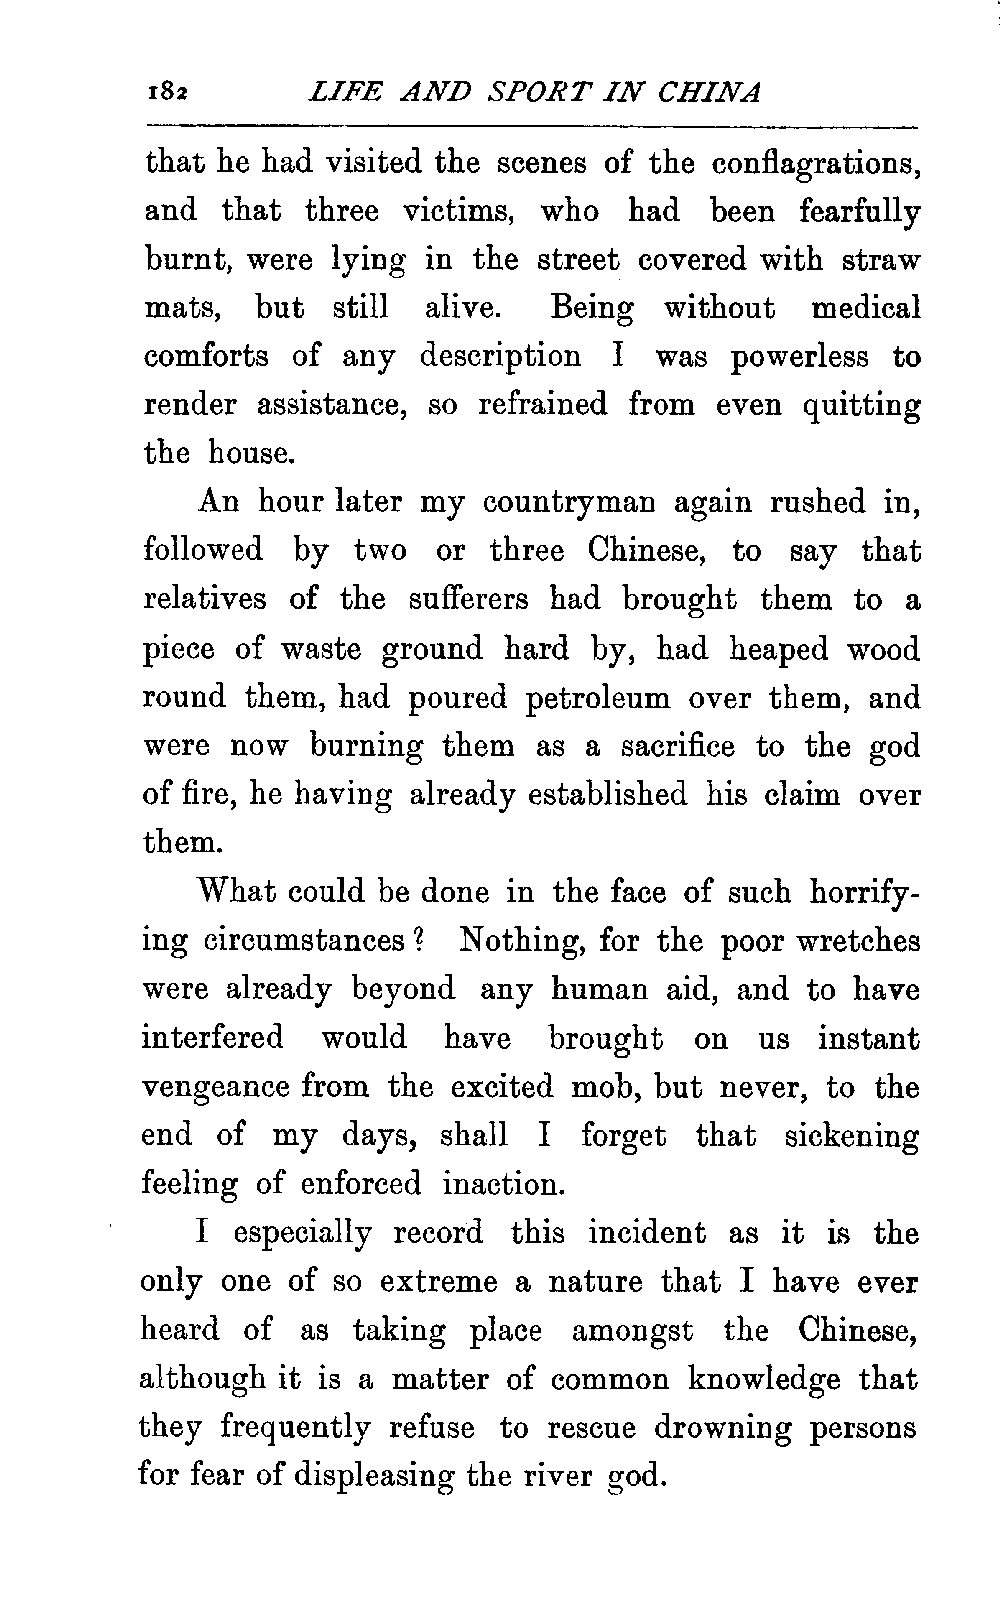 182 LIFE AND SPORT IN CHINA
that he had visited the scenes of the conflagrations,
and that three victims, who had been fearfully
burnt, were lying in the street covered with straw
mats, but still alive. Being without medical
comforts of any description I was powerless to
render assistance, so refrained from even quitting
the house.
An hour later my countryman again rushed in,
followed by two or three Chinese, to say that
relatives of the sufferers had brought them to a
piece of waste ground hard by, had heaped wood
round them, had poured petroleum over them, and
were now burning them as a sacrifice to the god
of fire, he having already established his claim over
them.
What could be done in the face of such horrify-
ing circumstances? Nothing, for the poor wretches
were already beyond any human aid, and to have
interfered would have brought on us instant
vengeance from the excited mob, but never, to the
end of my days, shall I forget that sickening
feeling of enforced inaction.
I especially record this incident as it is the
only one of so extreme a nature that I have ever
heard of as taking place amongst the Chinese,
although it is a matter of common knowledge that
they frequently refuse to rescue drowning persons
for fear of displeasing the river god.